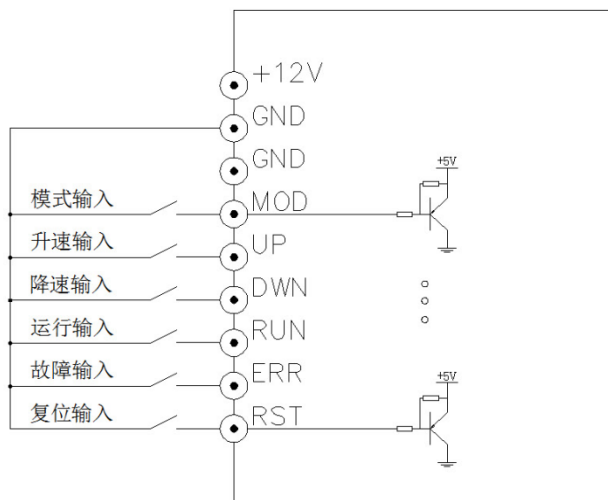 +12V
GND
GND
+5V
模式输入 MOD
升速输入 UP
降速输入 DWN
运行输入 RUN
故障输入 ERR
+5V
复位输入 RST